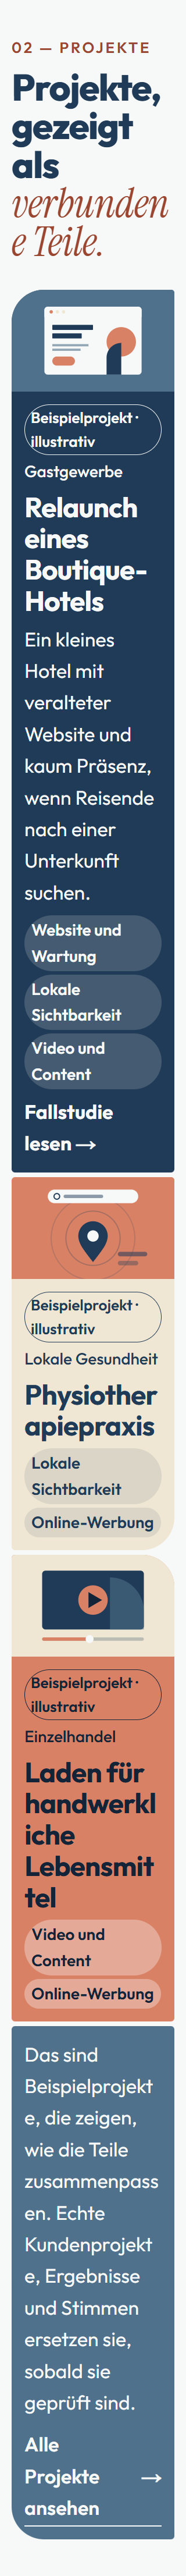 02 — PROJEKTE
Projekte,
gezeigt
als
verbunden
e Teile.
Beispielprojekt ·
illustrativ
Gastgewerbe
Relaunch
eines
Boutique-
Hotels
Ein kleines
Hotel mit
veralteter
Website und
kaum Präsenz,
wenn Reisende
nach einer
Unterkunft
suchen.
Website und
Wartung
Lokale
Sichtbarkeit
Video und
Content
Fallstudie
lesen →
Beispielprojekt ·
illustrativ
Lokale Gesundheit
Physiother
apiepraxis
Lokale
Sichtbarkeit
Online-Werbung
Beispielprojekt ·
illustrativ
Einzelhandel
Laden für
handwerkl
iche
Lebensmit
tel
Video und
Content
Online-Werbung
Das sind
Beispielprojekt
e, die zeigen,
wie die Teile
zusammenpass
en. Echte
Kundenprojekt
e, Ergebnisse
und Stimmen
ersetzen sie,
sobald sie
geprüft sind.
Alle
Projekte →
ansehen